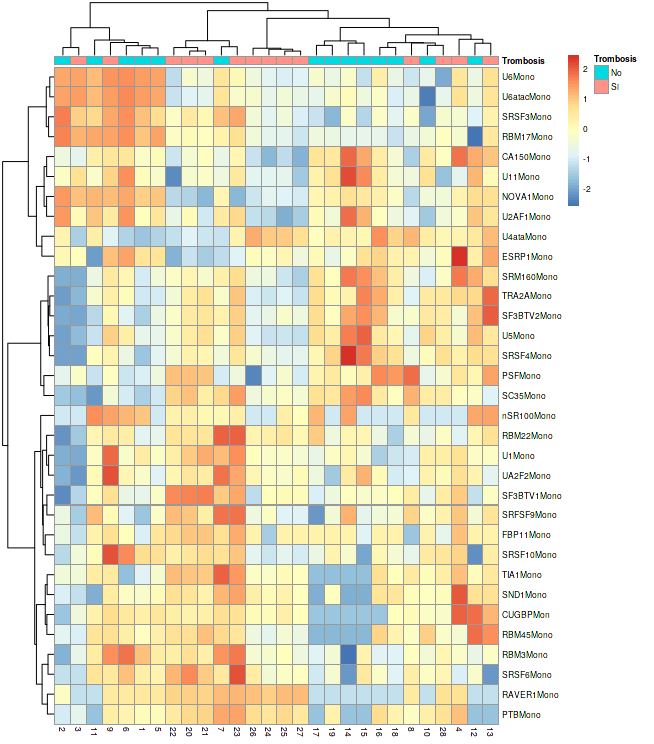 Trombosis
U6Mono
U6atacMono
SRSF3Mono
RBM17Mono
CA150Mono
U11Mono
NOVA1Mono
U2AF1Mono
U4ataMono
ESRP1Mono
SRM160Mono
TRA2AMono
SF3BTV2Mono
U5Mono
SRSF4Mono
PSFMono
SC35Mono
nSR100Mono
RBM22Mono
U1Mono
UA2F2Mono
SF3BTV1Mono
SRFSF9Mono
FBP11Mono
SRSF10Mono
TIA1Mono
SND1Mono
CUGBPMon
RBM45Mono
RBM3Mono
SRSF6Mono
RAVER1Mono
PTBMono
2 3 11 9 6 1 5 22 20 21 7 23 26 24 25 27 17 19 14 15 16 18 8 10 28 4 12 13
2
1
0
-1
-2
Trombosis
No
SI